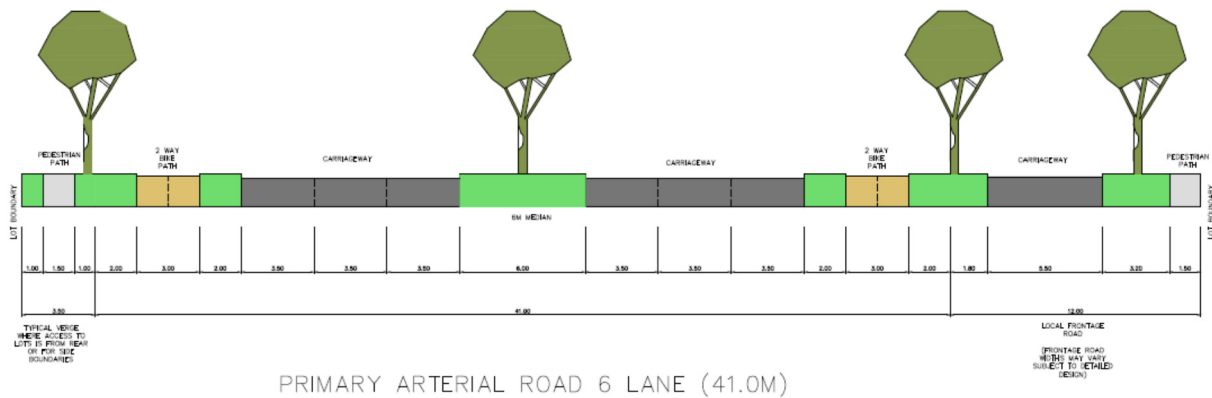 PEDESTRIAN
PATH
2 WAY
BIKE
PATH
CARRIAGEWAY
CARRIAGEWAY
2 WAY
BIKE
PATH
CARRIAGEWAY
PEDESTRIAN
PATH
LOT BOUNDARY
6M MEDIAN
LOT BOUNDARY
1.00 1.50 1.00 2.00 3.00 2.00 3.50 3.50 3.50 6.00 3.50 3.50 3.50 2.00 3.00 2.00 1.80 5.50 3.20 1.50
3.50 41.00 12.00
TYPICAL VERGE
WHERE ACCESS TO
LOTS IS FROM REAR
OR FOR SIDE
BOUNDARIES
LOCAL FRONTAGE
ROAD
(FRONTAGE ROAD
WIDTHS MAY VARY
SUBJECT TO DETAILED
DESIGN)
PRIMARY ARTERIAL ROAD 6 LANE (41.0M)